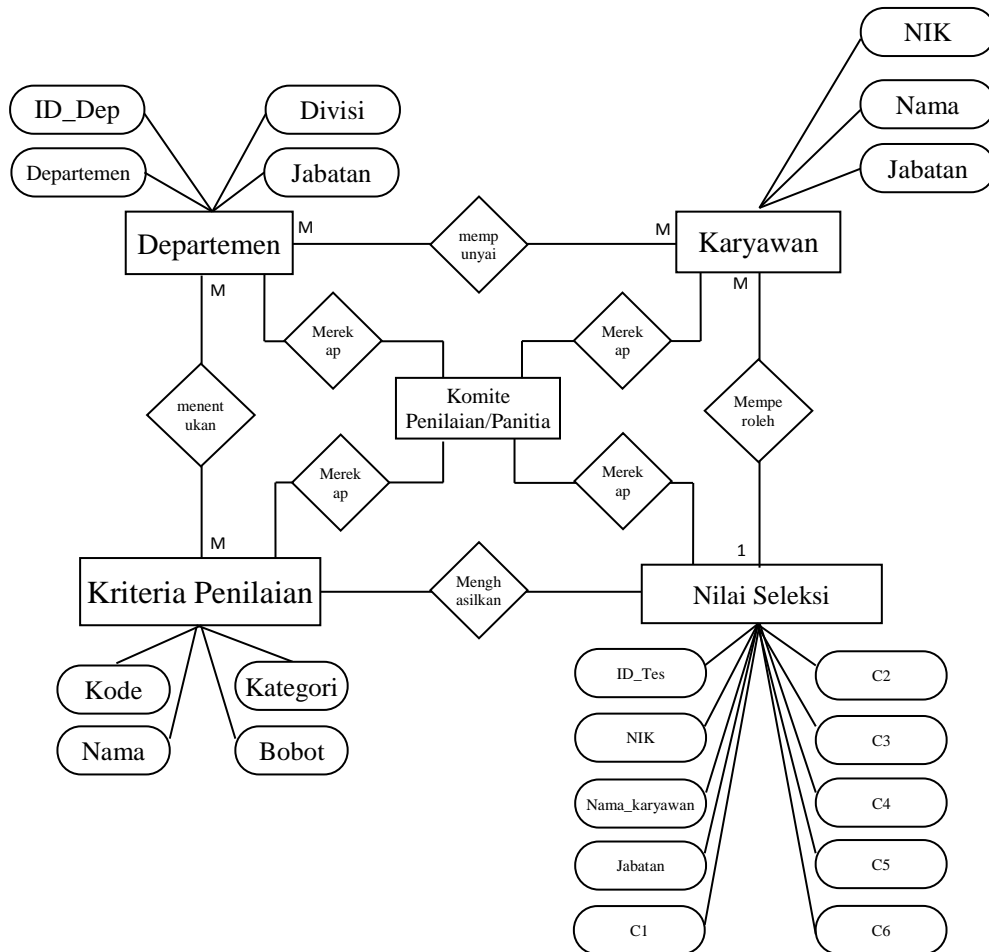 NIK
ID_Dep
Divisi
Nama
Departemen
Jabatan
Jabatan
Departemen
M
memp
unyai
M
Karyawan
M
M
Merek
ap
Merek
ap
Komite
Penilaian/Panitia
menent
ukan
Mempe
roleh
Merek
ap
Merek
ap
M
1
Kriteria Penilaian
Mengh
asilkan
Nilai Seleksi
Kode
Kategori
Nama
Bobot
ID_Tes
C2
NIK
C3
Nama_karyawan
C4
Jabatan
C5
C1
C6